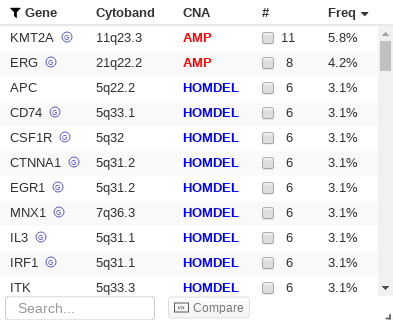 Gene Cytoband CNA # Freq
KMT2A G 11q23.3 AMP 11 5.8%
ERG G 21q22.2 AMP 8 4.2%
APC 5q22.2 HOMDEL 6 3.1%
CD74 G 5q33.1 HOMDEL 6 3.1%
CSF1R G 5q32 HOMDEL 6 3.1%
CTNNA1 G 5q31.2 HOMDEL 6 3.1%
EGR1 G 5q31.2 HOMDEL 6 3.1%
MNX1 G 7q36.3 HOMDEL 6 3.1%
IL3 G 5q31.1 HOMDEL 6 3.1%
IRF1 G 5q31.1 HOMDEL 6 3.1%
ITK 5q33.3 HOMDEL 6 3.1%
Search... VS Compare